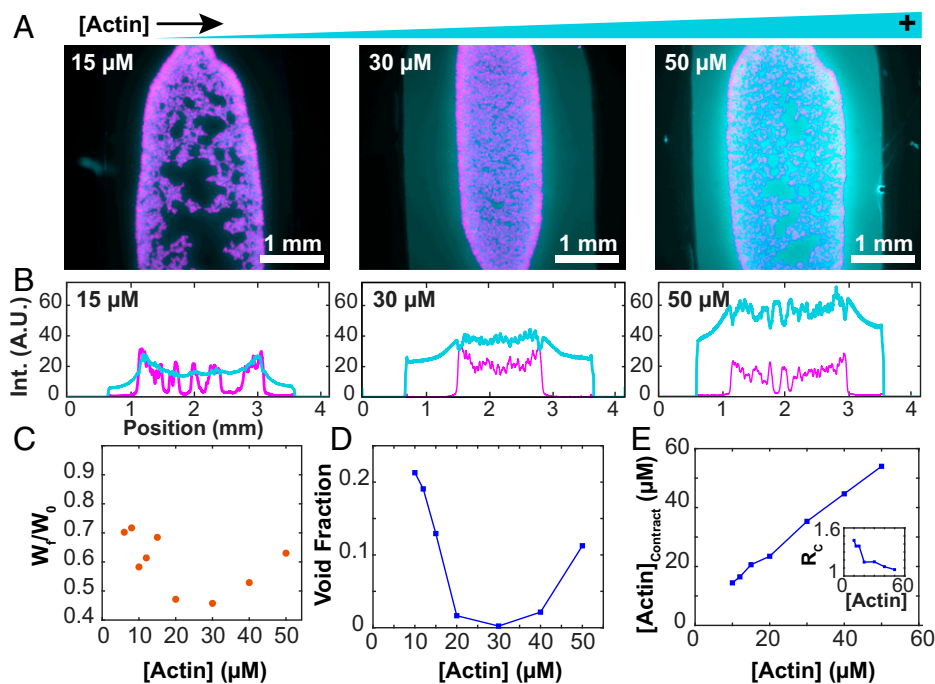 A [Actin] +
15 µM 30 µM 50 µM
1 mm 1 mm 1 mm
B
15 µM 30 µM 50 µM
Int. (A.U.)
60 60 60
40 40 40
20 20 20
0 0 0
0 1 2 3 4 0 1 2 3 4 0 1 2 3 4
Position (mm)
C
W_f/W_0
0.9
0.8
0.7
0.6
0.5
0.4
0 10 20 30 40 50
[Actin] (µM)
D
Void Fraction
0.2
0.1
0
0 10 20 30 40 50
[Actin] (µM)
E
[Actin]Contract (µM)
60
40
20
0
0 20 40 60
[Actin] (µM)
R_C
1.6
1
0 60
[Actin]